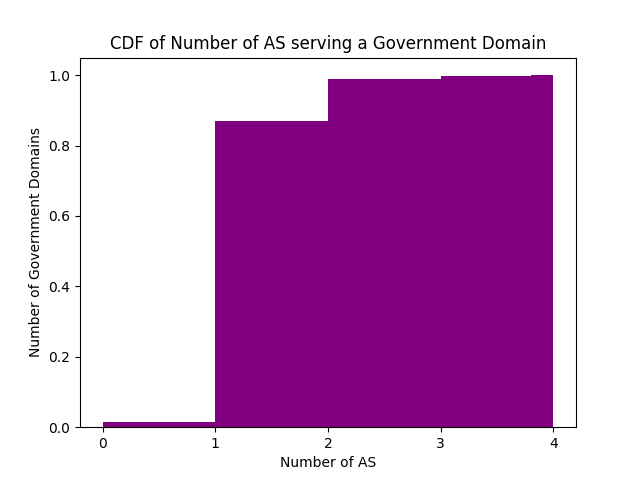 CDF of Number of AS serving a Government Domain
1.0
0.8
0.6
0.4
0.2
0.0
Number of Government Domains
0 1 2 3 4
Number of AS